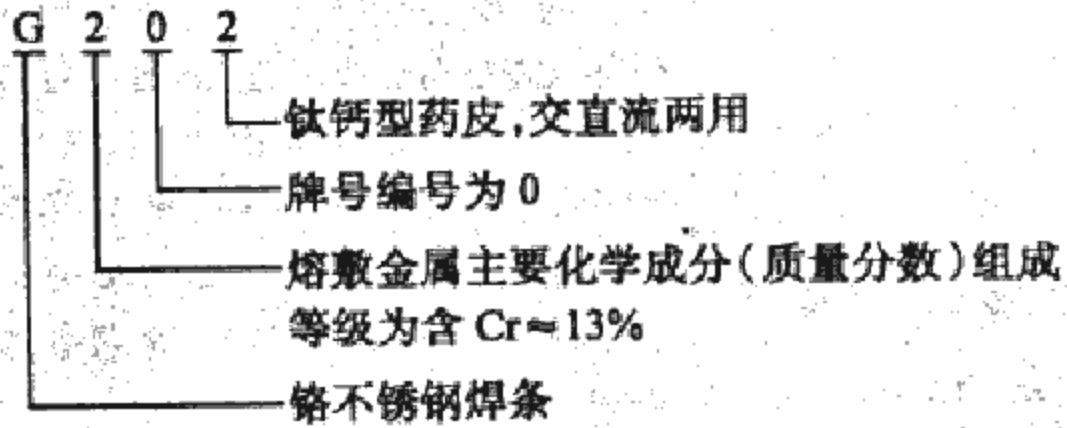 G 2 0 2
钛钙型药皮,交直流两用
牌号编号为0
熔敷金属主要化学成分(质量分数)组成
等级为含Cr≈13%
铬不锈钢焊条